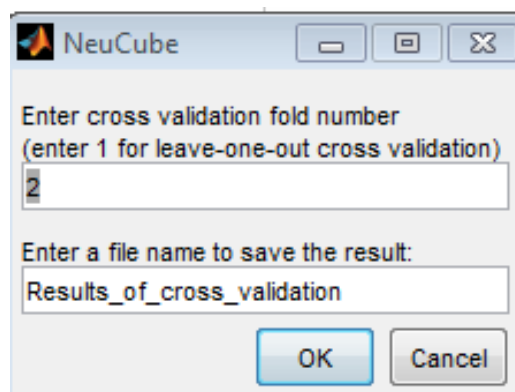 NeuCube
Enter cross validation fold number
(enter 1 for leave-one-out cross validation)
2
Enter a file name to save the result:
Results_of_cross_validation
OK Cancel